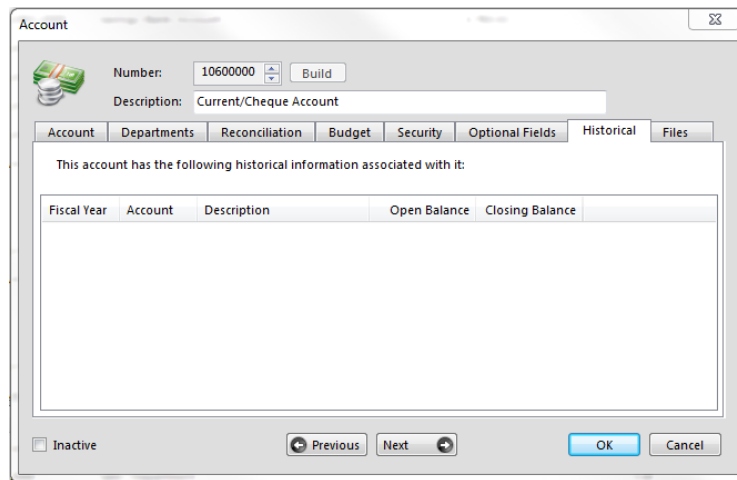 Account
Number: 10600000 Build
Description: Current/Cheque Account
Account Departments Reconciliation Budget Security Optional Fields Historical Files
This account has the following historical information associated with it:
Fiscal Year Account Description Open Balance Closing Balance
Inactive Previous Next OK Cancel